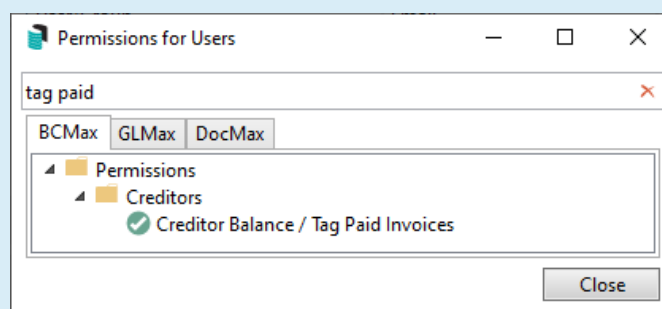 Permissions for Users
tag paid
BCMax GLMax DocMax
Permissions
Creditors
Creditor Balance / Tag Paid Invoices
Close